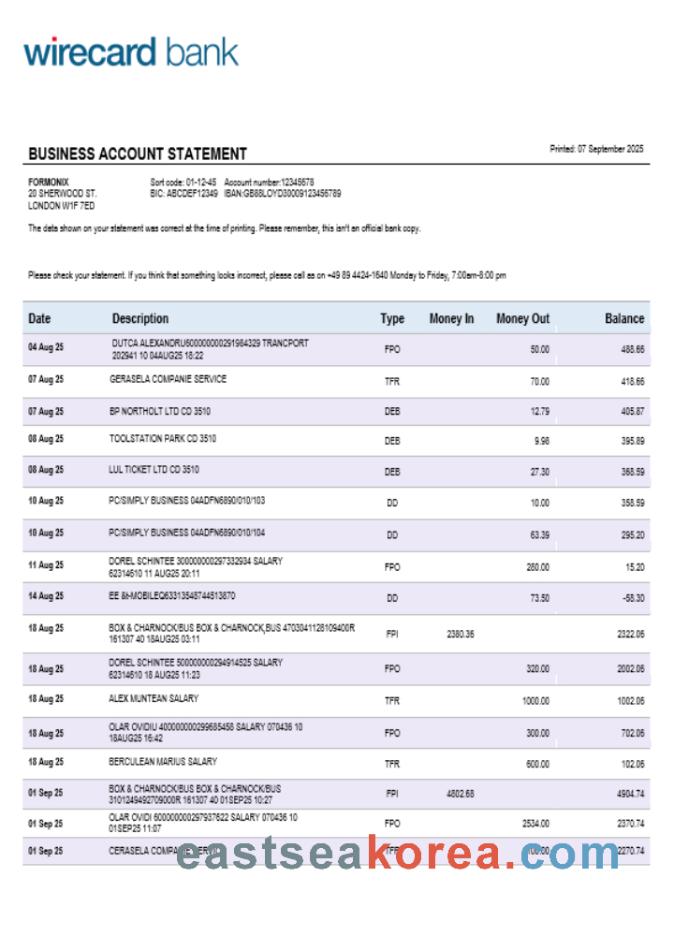 wirecard bank
BUSINESS ACCOUNT STATEMENT
Printed: 07 September 2025
FORMONIX
Sort code: 01-12-45 Account number:12345678
20 SHERWOOD ST.
BIC: ABCDEF12349 IBAN:GB88LOYD30009123456789
LONDON W1F 7ED
The data shown on your statement was correct at the time of printing. Please remember, this isn't an official bank copy.
Please check your statement. If you think that something looks incorrect, please call as on +49 89 4424-1640 Monday to Friday, 7:00am-8:00 pm
Date Description Type Money In Money Out Balance
04 Aug 25 DUTCA ALEXANDRU600000000291984329 TRANCPORT FPO 50.00 488.66
202941 10 04AUG25 18:22
07 Aug 25 GERASELA COMPANIE SERVICE TFR 70.00 418.66
07 Aug 25 BP NORTHOLT LTD CD 3510 DEB 12.79 405.87
08 Aug 25 TOOLSTATION PARK CD 3510 DEB 9.98 395.89
08 Aug 25 LUL TICKET LTD CD 3510 DEB 27.30 368.59
10 Aug 25 PC/SIMPLY BUSINESS 04ADFN6890/010/103 DD 10.00 358.59
10 Aug 25 PC/SIMPLY BUSINESS 04ADFN6890/010/104 DD 63.39 295.20
11 Aug 25 DOREL SCHINTEE 300000000297332934 SALARY FPO 280.00 15.20
62314610 11 AUG25 20:11
14 Aug 25 EE &t-MOBILEQ63313548744513870 DD 73.50 -58.30
18 Aug 25 BOX & CHARNOCK/BUS BOX & CHARNOCK,BUS 4703041128109400R FPI 2380.36 2322.06
161307 40 18AUG25 03:11
18 Aug 25 DOREL SCHINTEE 500000000294914525 SALARY FPO 320.00 2002.06
62314610 18 AUG25 11:23
18 Aug 25 ALEX MUNTEAN SALARY TFR 1000.00 1002.06
18 Aug 25 OLAR OVIDIU 400000000299685458 SALARY 070436 10 FPO 300.00 702.06
18AUG25 16:42
18 Aug 25 BERCULEAN MARIUS SALARY TFR 600.00 102.06
01 Sep 25 BOX & CHARNOCK/BUS BOX & CHARNOCK/BUS FPI 4802.68 4904.74
3101249492709000R 161307 40 01SEP25 10:27
01 Sep 25 OLAR OVIDI 600000000297937622 SALARY 070436 10 FPO 2534.00 2370.74
01SEP25 11:07
01 Sep 25 CERASELA TFR 2270.74
eastseakorea.com